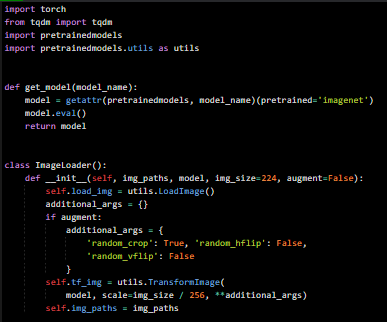 import torch
from tqdm import tqdm
import pretrainedmodels
import pretrainedmodels.utils as utils
def get_model(model_name):
model = getattr(pretrainedmodels, model_name)(pretrained='imagenet')
model.eval()
return model
class ImageLoader():
def __init__(self, img_paths, model, img_size=224, augment=False):
self.load_img = utils.LoadImage()
additional_args = {}
if augment:
additional_args = {
'random_crop': True, 'random_hflip': False,
'random_vflip': False
}
self.tf_img = utils.TransformImage(
model, scale=img_size / 256, **additional_args)
self.img_paths = img_paths